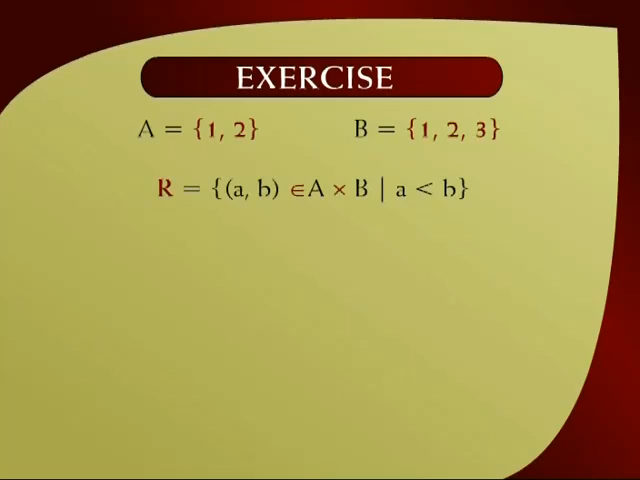 EXERCISE
A = {1, 2} B = {1, 2, 3}
R = {(a, b) ∈A × B | a < b}